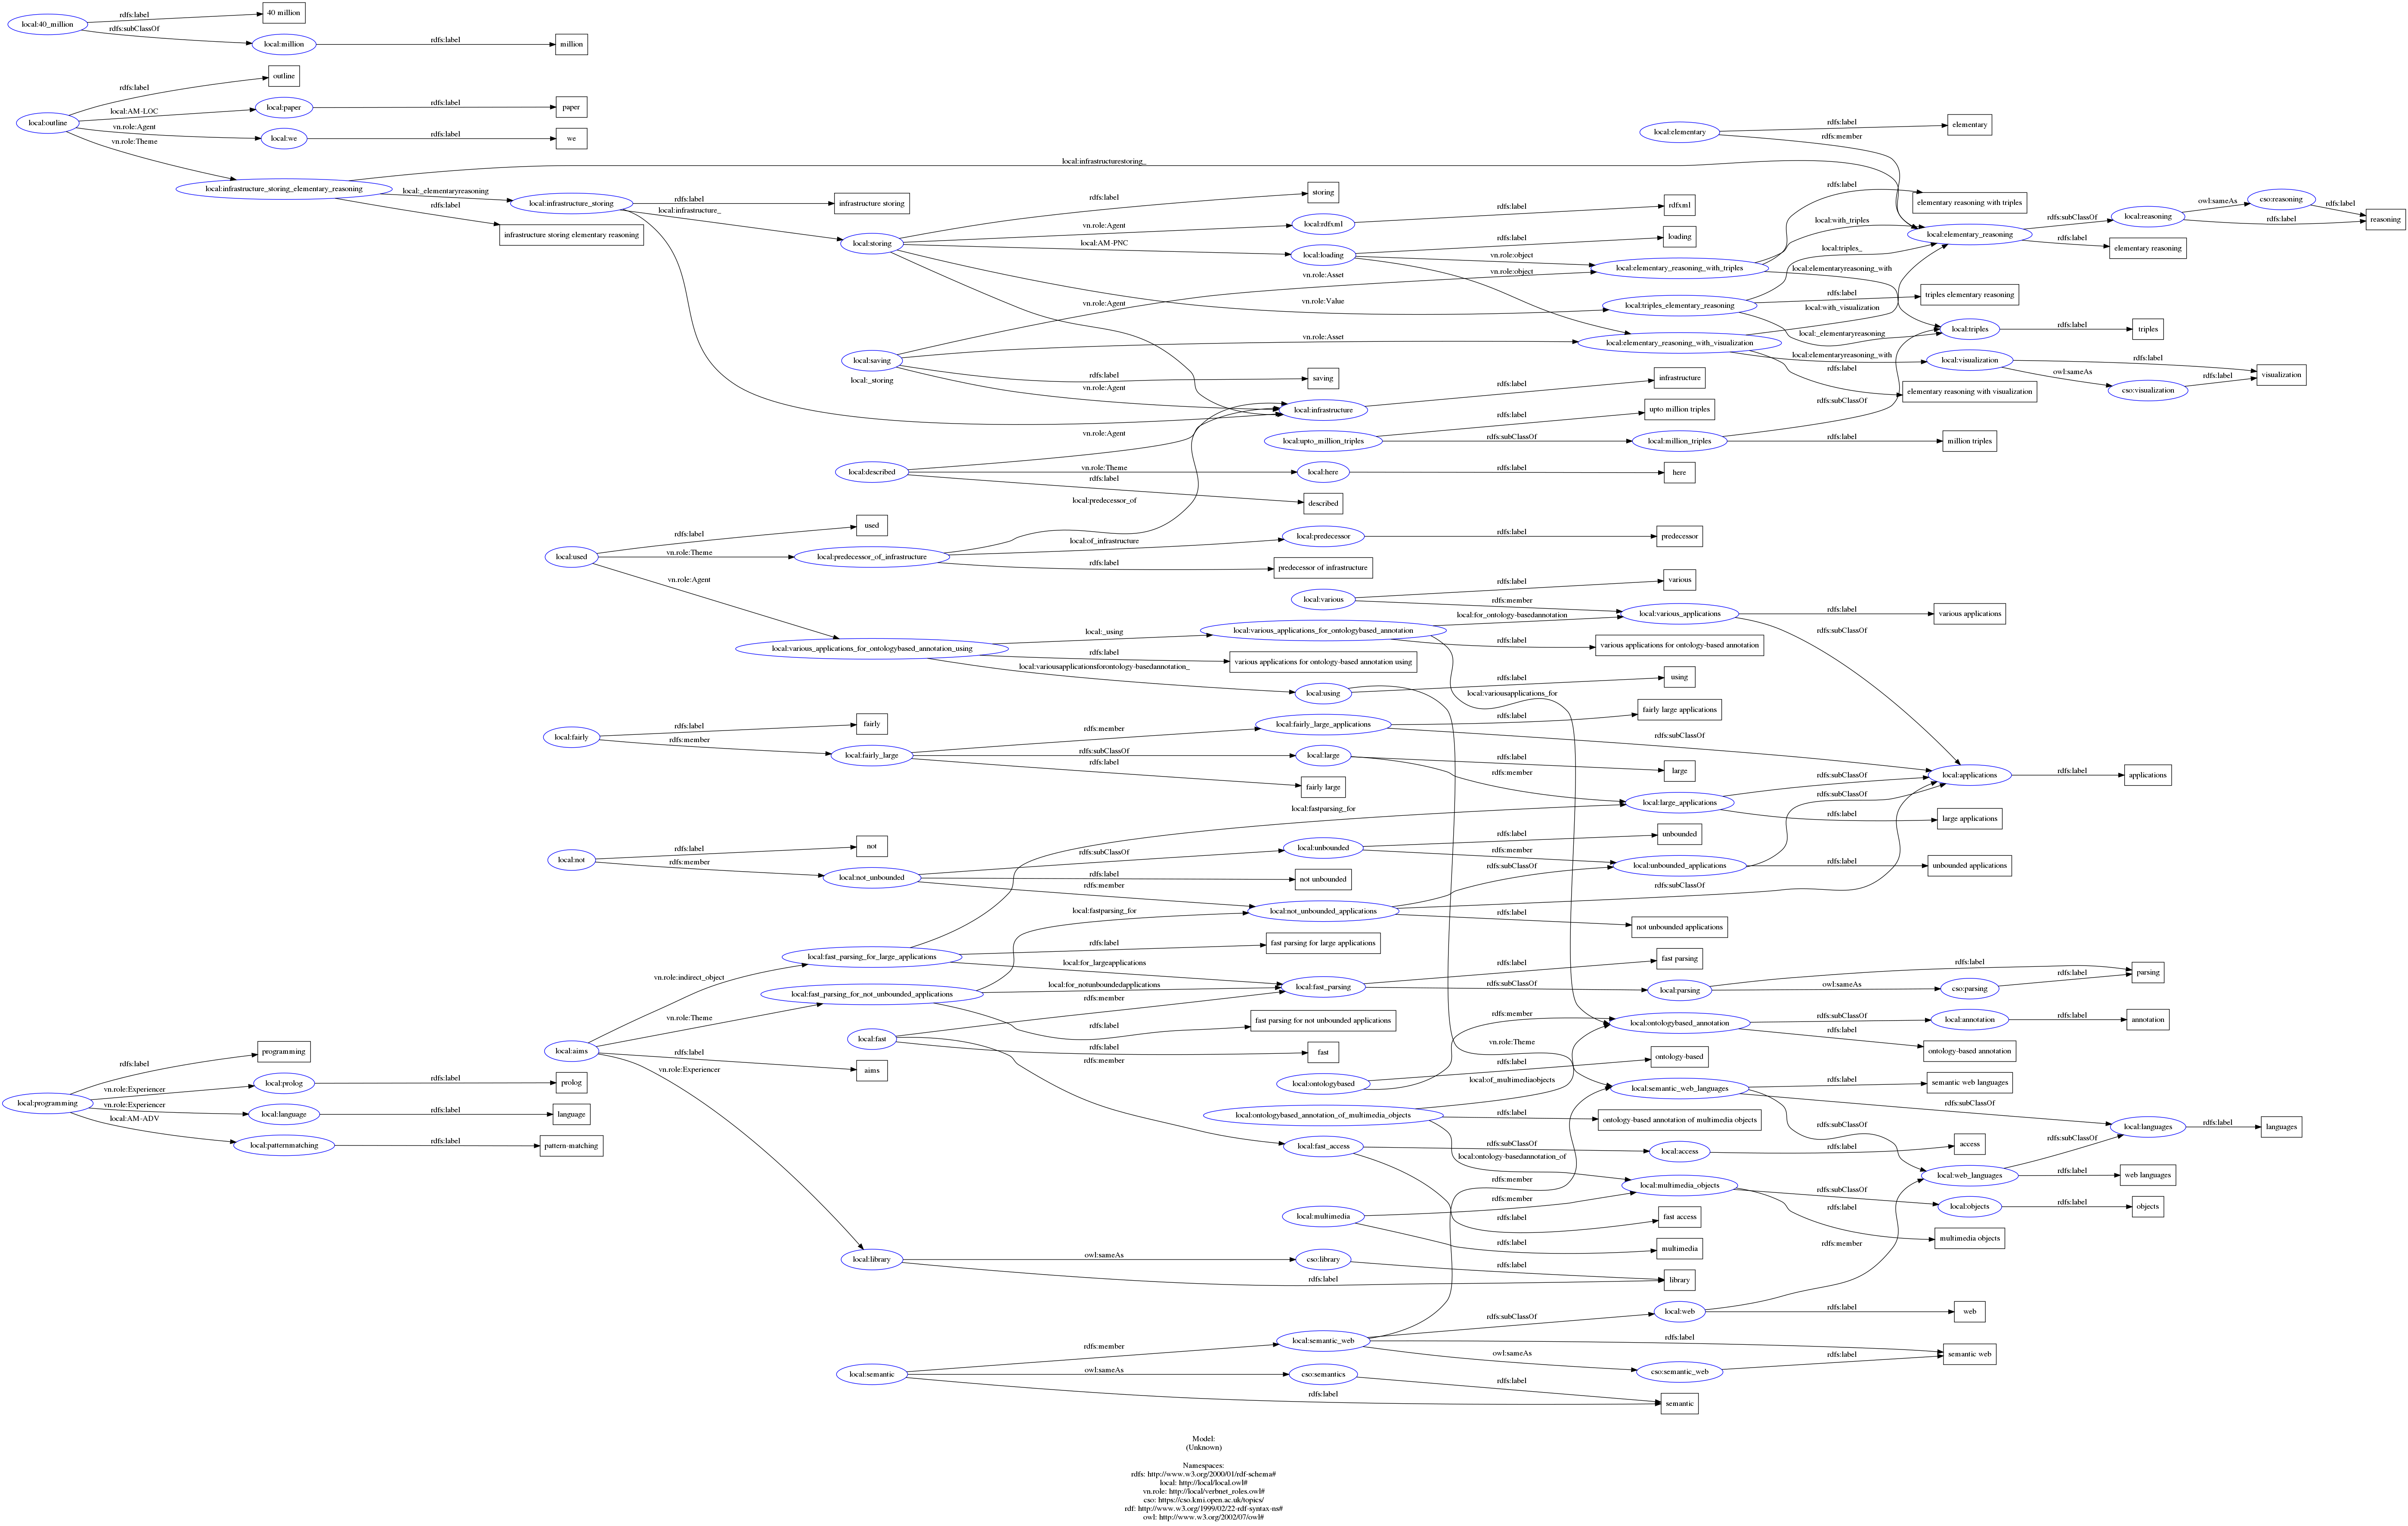 local:40_million
rdfs:label
40 million
rdfs:subClassOf
local:million
rdfs:label
million
local:outline
rdfs:label
outline
local:AM-LOC
local:paper
rdfs:label
paper
vn.role:Agent
local:we
rdfs:label
we
vn.role:Theme
local:infrastructure_storing_elementary_reasoning
local:infrastructurestoring_
local:_elementaryreasoning
rdfs:label
infrastructure storing elementary reasoning
local:infrastructure_storing
rdfs:label
infrastructure storing
local:infrastructure_
local:_storing
local:storing
rdfs:label
storing
vn.role:Agent
local:rdfxml
rdfs:label
rdfxml
local:AM-PNC
local:loading
rdfs:label
loading
vn.role:object
vn.role:object
vn.role:Value
vn.role:Agent
local:elementary
rdfs:label
elementary
rdfs:member
local:elementary_reasoning_with_triples
rdfs:label
elementary reasoning with triples
local:with_triples
local:elementaryreasoning_with
local:elementary_reasoning
rdfs:subClassOf
rdfs:label
elementary reasoning
local:reasoning
owl:sameAs
cso:reasoning
rdfs:label
rdfs:label
reasoning
local:triples_elementary_reasoning
local:triples_
rdfs:label
triples elementary reasoning
local:_elementaryreasoning
local:triples
rdfs:label
triples
local:saving
vn.role:Asset
vn.role:Asset
rdfs:label
saving
vn.role:Agent
local:elementary_reasoning_with_visualization
local:with_visualization
local:elementaryreasoning_with
rdfs:label
elementary reasoning with visualization
local:visualization
rdfs:label
owl:sameAs
cso:visualization
rdfs:label
visualization
local:infrastructure
rdfs:label
infrastructure
local:upto_million_triples
rdfs:label
upto million triples
rdfs:subClassOf
local:million_triples
rdfs:subClassOf
rdfs:label
million triples
local:described
vn.role:Agent
vn.role:Theme
local:here
rdfs:label
here
rdfs:label
described
local:used
rdfs:label
used
vn.role:Theme
vn.role:Agent
local:predecessor_of_infrastructure
local:predecessor_of
local:of_infrastructure
local:predecessor
rdfs:label
predecessor
rdfs:label
predecessor of infrastructure
local:various
rdfs:label
various
rdfs:member
local:various_applications
rdfs:label
various applications
rdfs:subClassOf
local:various_applications_for_ontologybased_annotation_using
local:_using
rdfs:label
various applications for ontology-based annotation using
local:variousapplicationsforontology-basedannotation_
local:various_applications_for_ontologybased_annotation
local:for_ontology-basedannotation
rdfs:label
various applications for ontology-based annotation
local:variousapplications_for
local:using
rdfs:label
using
vn.role:Theme
local:fairly
rdfs:label
fairly
rdfs:member
local:fairly_large
rdfs:member
local:fairly_large_applications
rdfs:label
fairly large applications
rdfs:subClassOf
rdfs:subClassOf
local:large
rdfs:label
large
rdfs:member
rdfs:label
fairly large
local:large_applications
rdfs:subClassOf
rdfs:label
large applications
local:applications
rdfs:label
applications
local:not
rdfs:label
not
rdfs:member
local:not_unbounded
rdfs:subClassOf
local:unbounded
rdfs:label
unbounded
rdfs:member
rdfs:label
not unbounded
rdfs:member
local:unbounded_applications
rdfs:subClassOf
rdfs:label
unbounded applications
local:not_unbounded_applications
rdfs:subClassOf
rdfs:subClassOf
rdfs:label
not unbounded applications
local:fast_parsing_for_large_applications
local:fastparsing_for
rdfs:label
fast parsing for large applications
local:for_largeapplications
local:fast_parsing_for_not_unbounded_applications
local:fastparsing_for
local:for_notunboundedapplications
rdfs:label
fast parsing for not unbounded applications
local:fast_parsing
rdfs:label
fast parsing
rdfs:subClassOf
local:parsing
rdfs:label
owl:sameAs
cso:parsing
rdfs:label
parsing
local:aims
vn.role:indirect_object
vn.role:Theme
rdfs:label
aims
vn.role:Experiencer
local:fast
rdfs:member
rdfs:label
fast
rdfs:member
local:ontologybased
rdfs:member
rdfs:label
ontology-based
local:ontologybased_annotation
rdfs:subClassOf
local:annotation
rdfs:label
annotation
rdfs:label
ontology-based annotation
local:programming
rdfs:label
programming
vn.role:Experiencer
local:prolog
rdfs:label
prolog
vn.role:Experiencer
local:language
rdfs:label
language
local:AM-ADV
local:patternmatching
rdfs:label
pattern-matching
local:ontologybased_annotation_of_multimedia_objects
local:of_multimediaobjects
rdfs:label
ontology-based annotation of multimedia objects
local:ontology-basedannotation_of
local:semantic_web_languages
rdfs:label
semantic web languages
rdfs:subClassOf
rdfs:subClassOf
local:languages
rdfs:label
languages
local:fast_access
rdfs:subClassOf
local:access
rdfs:label
access
rdfs:label
fast access
local:web_languages
rdfs:subClassOf
rdfs:label
web languages
local:multimedia_objects
rdfs:subClassOf
local:objects
rdfs:label
objects
rdfs:label
multimedia objects
local:multimedia
rdfs:member
rdfs:label
multimedia
local:library
owl:sameAs
cso:library
rdfs:label
rdfs:label
library
local:semantic
rdfs:member
owl:sameAs
cso:semantics
rdfs:label
rdfs:label
semantic
local:semantic_web
rdfs:member
rdfs:subClassOf
local:web
rdfs:member
rdfs:label
web
rdfs:label
owl:sameAs
cso:semantic_web
rdfs:label
semantic web
Model:
(Unknown)
Namespaces:
rdfs: http://www.w3.org/2000/01/rdf-schema#
local: http://local/local.owl#
vn.role: http://local/verbnet_roles.owl#
cso: https://cso.kmi.open.ac.uk/topics/
rdf: http://www.w3.org/1999/02/22-rdf-syntax-ns#
owl: http://www.w3.org/2002/07/owl#